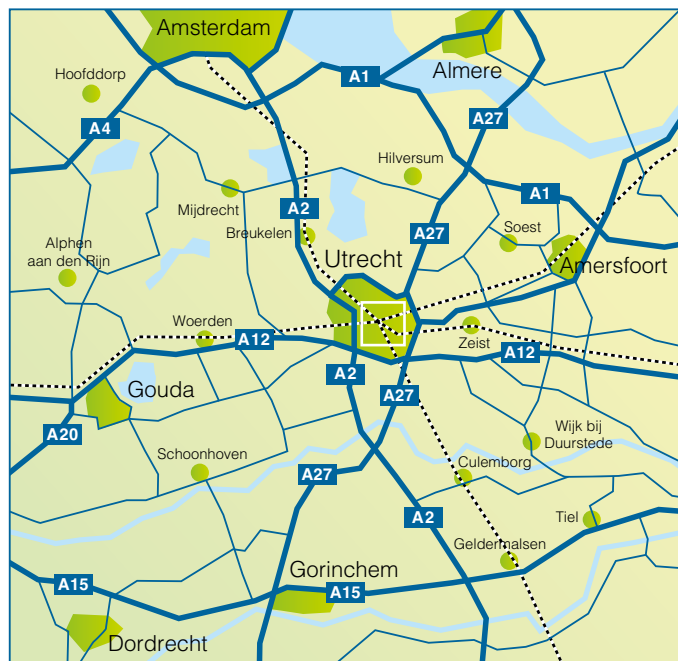 Amsterdam
Almere
A1
Hoofddorp
A27
A4
Hilversum
Mijdrecht
A2
A1
Breukelen
A27
Soest
Alphen
aan den Rijn
Utrecht
Amersfoort
Woerden
A12
Zeist
A12
A2
Gouda
A27
A20
Wijk bij
Duurstede
Schoonhoven
Culemborg
A27
A2
Tiel
Geldermalsen
Gorinchem
A15
A15
Dordrecht